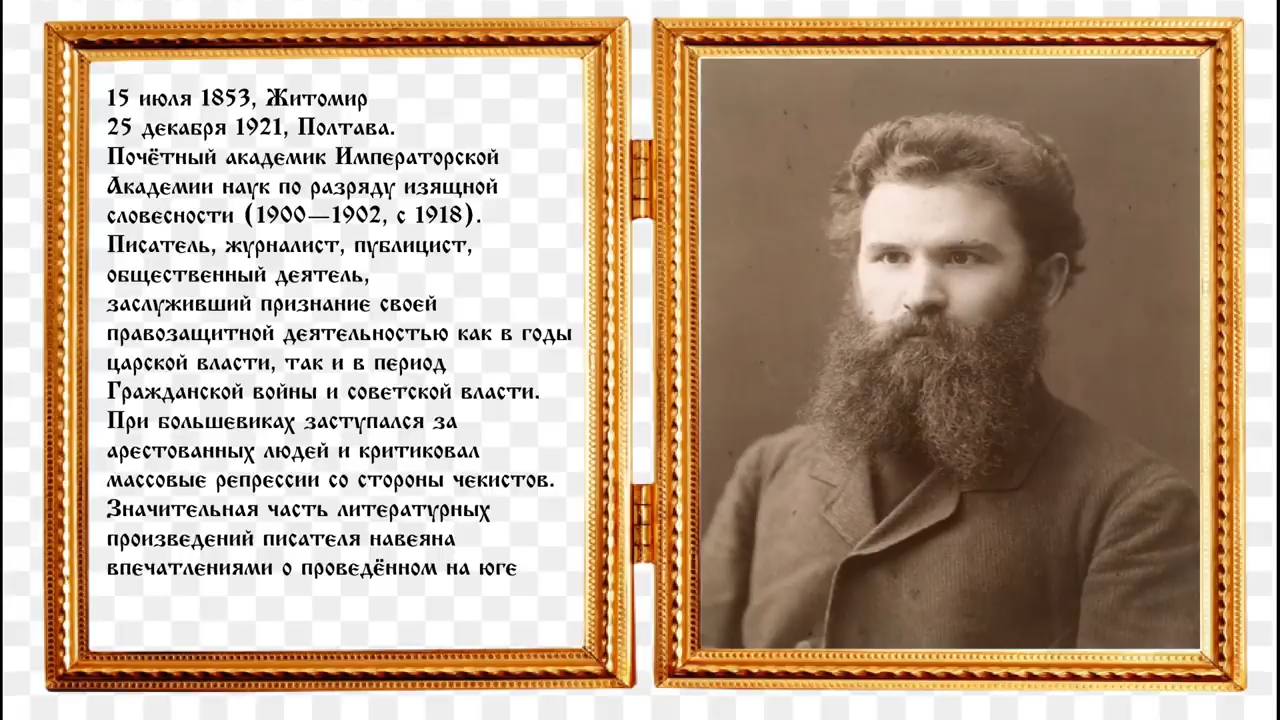 15 июля 1853, Житомир
25 декабря 1921, Полтава.
Почётный академик Императорской
Академии наук по разряду изящной
словесности (1900—1902, с 1918).
Писатель, журналист, публицист,
общественный деятель,
заслуживший признание своей
правозащитной деятельностью как в годы
царской власти, так и в период
Гражданской войны и советской власти.
При большевиках заступался за
арестованных людей и критиковал
массовые репрессии со стороны чекистов.
Значительная часть литературных
произведений писателя навеяна
впечатлениями о проведённом на юге